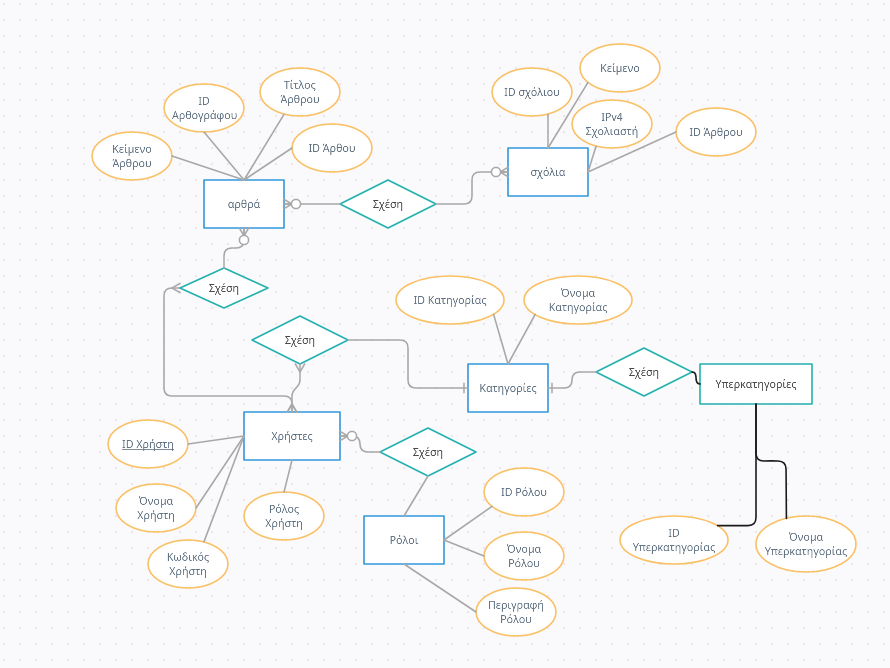 Κείμενο
ID σχόλιου
Τίτλος
Άρθρου
ID
Αρθογράφου
IPv4
Σχολιαστή
ID Άρθρου
Κείμενο
Άρθρου
ID Άρθου
σχόλια
αρθρά
Σχέση
Σχέση
ID Κατηγορίας
Όνομα
Κατηγορίας
Σχέση
Σχέση
Υπερκατηγορίες
Κατηγορίες
Χρήστες
ID Χρήστη
Σχέση
ID Ρόλου
Όνομα
Χρήστη
Ρόλος
Χρήστη
Ρόλοι
ID
Υπερκατηγορίας
Όνομα
Υπερκατηγορίας
Όνομα
Ρόλου
Κωδικός
Χρήστη
Περιγραφή
Ρόλου